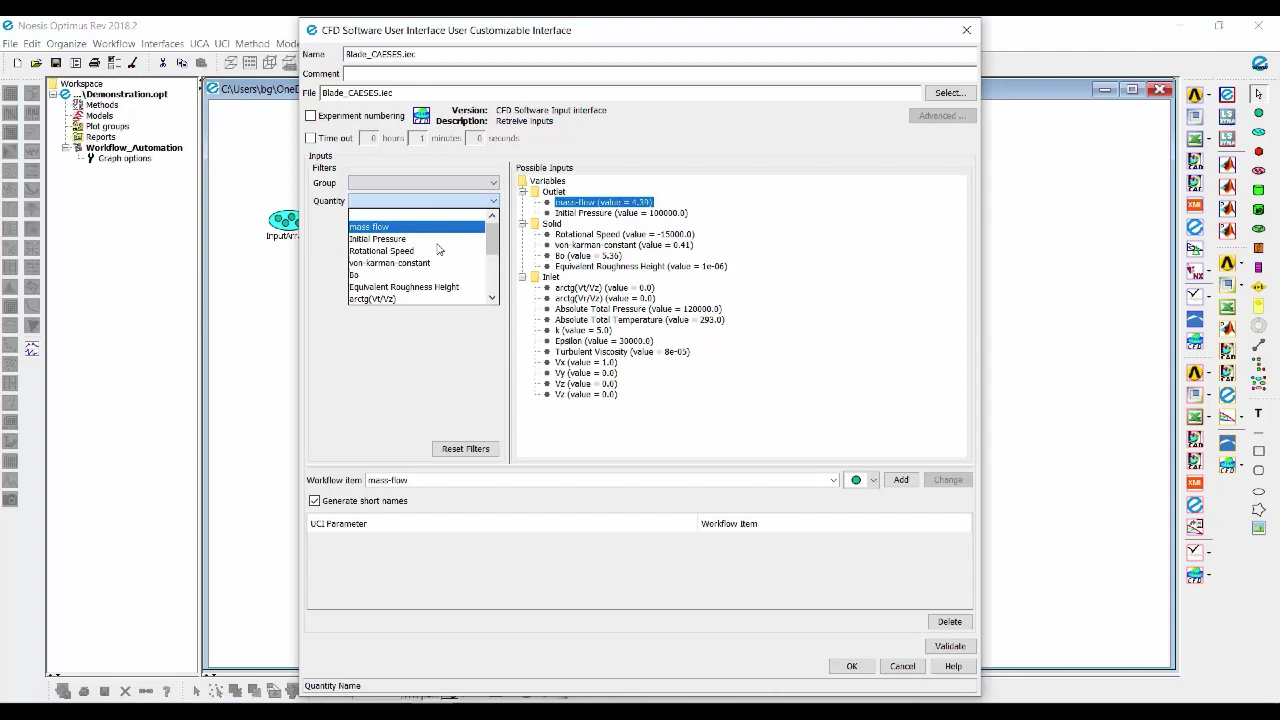 Noesis Optimus Rev 2018.2
File Edit Organize Workflow Interfaces UCA UCI Method Mode
Workspace
...\Demonstration.opt
Methods
Models
Plot groups
Reports
Workflow_Automation
Graph options
C:\Users\bg\OneD
InputArra
CFD Software User Interface User Customizable Interface
Name Blade_CAESES.iec
Comment
File Blade_CAESES.iec Select...
Experiment numbering Version: CFD Software Input interface Advanced ...
Description: Retreive Inputs
Time out 0 hours 1 minutes 0 seconds
Inputs
Filters
Group
Quantity
mass flow
Initial Pressure
Rotational Speed
von-karman-constant
Bo
Equivalent Roughness Height
arctg(Vt/Vz)
Reset Filters
Possible Inputs
Variables
Outlet
mass-flow (value = 4.39)
Initial Pressure (value = 100000.0)
Solid
Rotational Speed (value = -15000.0)
von-karman-constant (value = 0.41)
Bo (value = 5.36)
Equivalent Roughness Height (value = 1e-06)
Inlet
arctg(Vt/Vz) (value = 0.0)
arctg(Vr/Vz) (value = 0.0)
Absolute Total Pressure (value = 120000.0)
Absolute Total Temperature (value = 293.0)
k (value = 5.0)
Epsilon (value = 30000.0)
Turbulent Viscosity (value = 8e-05)
Vx (value = 1.0)
Vy (value = 0.0)
Vz (value = 0.0)
Vz (value = 0.0)
Workflow item mass-flow Add Change
Generate short names
UCI Parameter Workflow Item
Delete
Validate
OK Cancel Help
Quantity Name